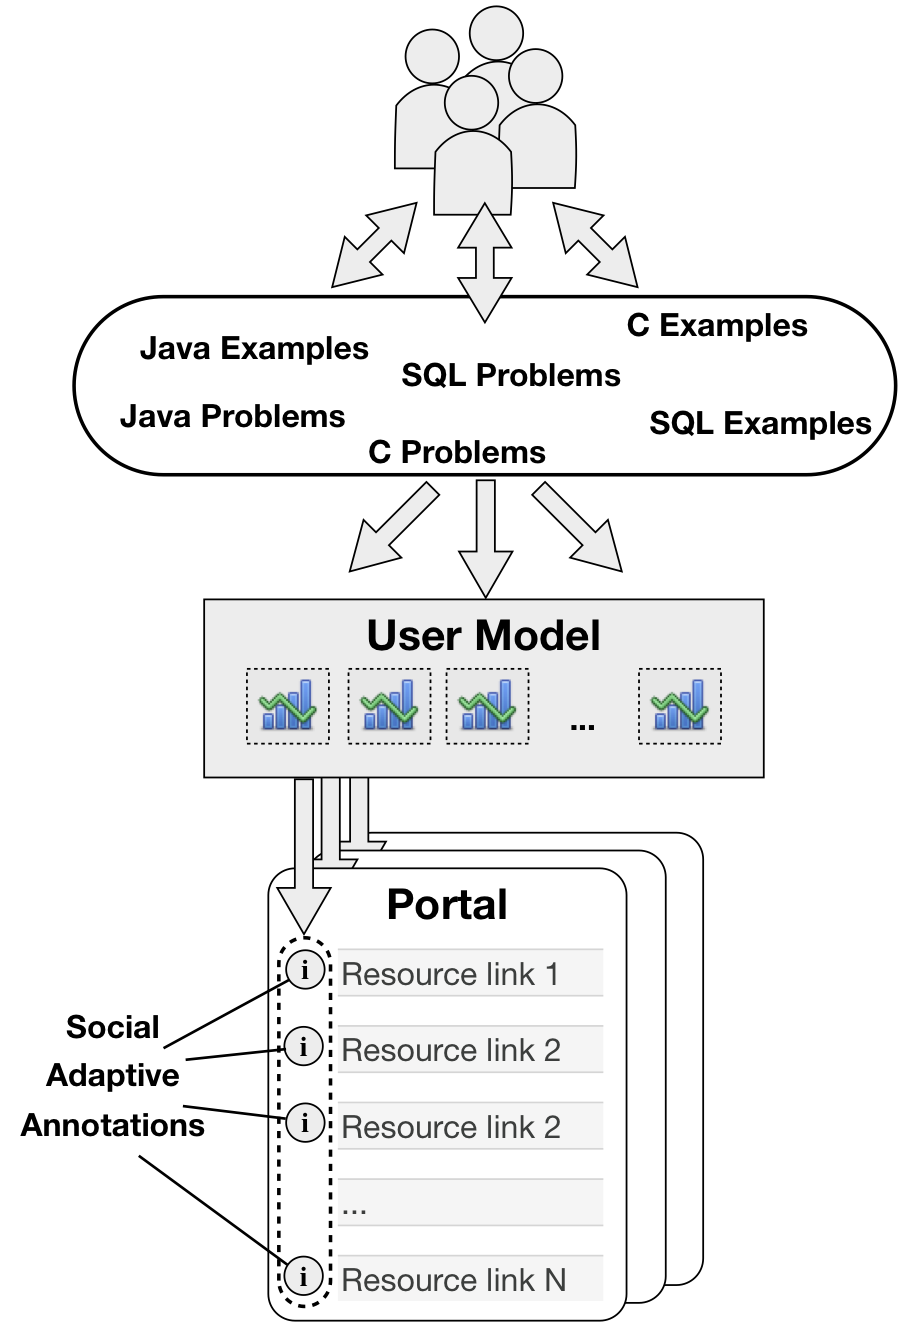 C Examples
Java Examples
SQL Problems
Java Problems
SQL Examples
C Problems
User Model
...
Portal
i Resource link 1
Social
i Resource link 2
Adaptive
Annotations
i Resource link 2
...
i Resource link N